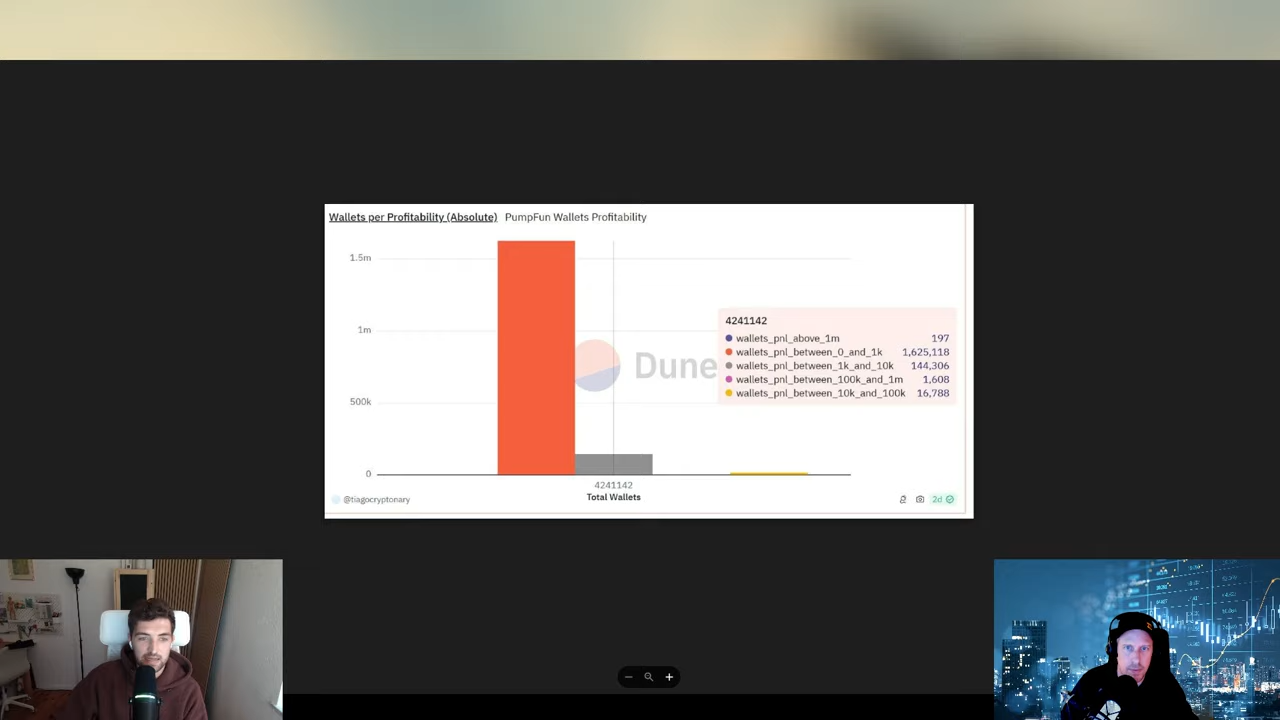 Wallets per Profitability (Absolute) PumpFun Wallets Profitability
1.5m
1m
500k
0
Dune
4241142
wallets_pnl_above_1m 197
wallets_pnl_between_0_and_1k 1,625,118
wallets_pnl_between_1k_and_10k 144,306
wallets_pnl_between_100k_and_1m 1,608
wallets_pnl_between_10k_and_100k 16,788
4241142
Total Wallets
@tiagocryptonary
2d